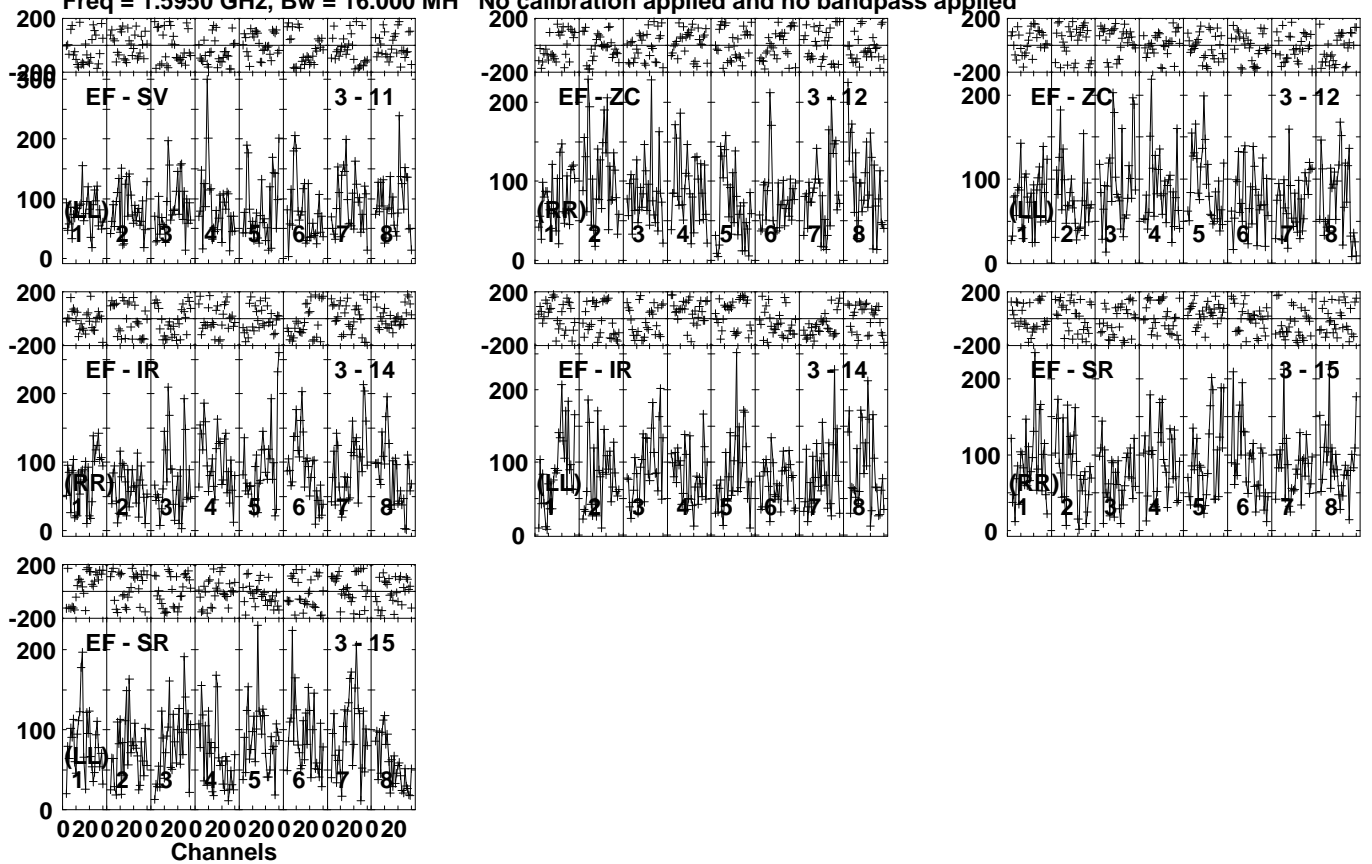 Freq = 1.5950 GHz, Bw = 16.000 MH No calibration applied and no bandpass applied
200 200 200
-200 -200 -200
300
EF - SV 3 - 11 EF - ZC 3 - 12 EF - ZC 3 - 12
200 200 200
100 100 100
(LL) (RR) (LL)
1 2 3 4 5 6 7 8 1 2 3 4 5 6 7 8 1 2 3 4 5 6 7 8
0 0 0
200 200 200
-200 -200 -200
EF - IR 3 - 14 EF - IR 3 - 14 EF - SR 3 - 15
200 200 200
100 100 100
(RR) (LL) (RR)
1 2 3 4 5 6 7 8 1 2 3 4 5 6 7 8 1 2 3 4 5 6 7 8
0 0 0
200
-200
EF - SR 3 - 15
200
100
(LL)
1 2 3 4 5 6 7 8
0
0 20 0 20 0 20 0 20 0 20 0 20 0 20 0 20
Channels